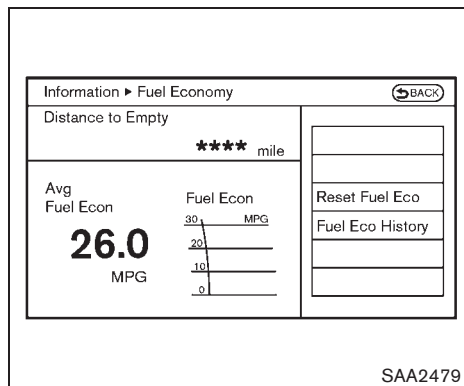 Information ▶ Fuel Economy
BACK
Distance to Empty
**** mile
Avg
Fuel Econ
26.0
MPG
Fuel Econ
30 MPG
20
10
0
Reset Fuel Eco
Fuel Eco History
SAA2479